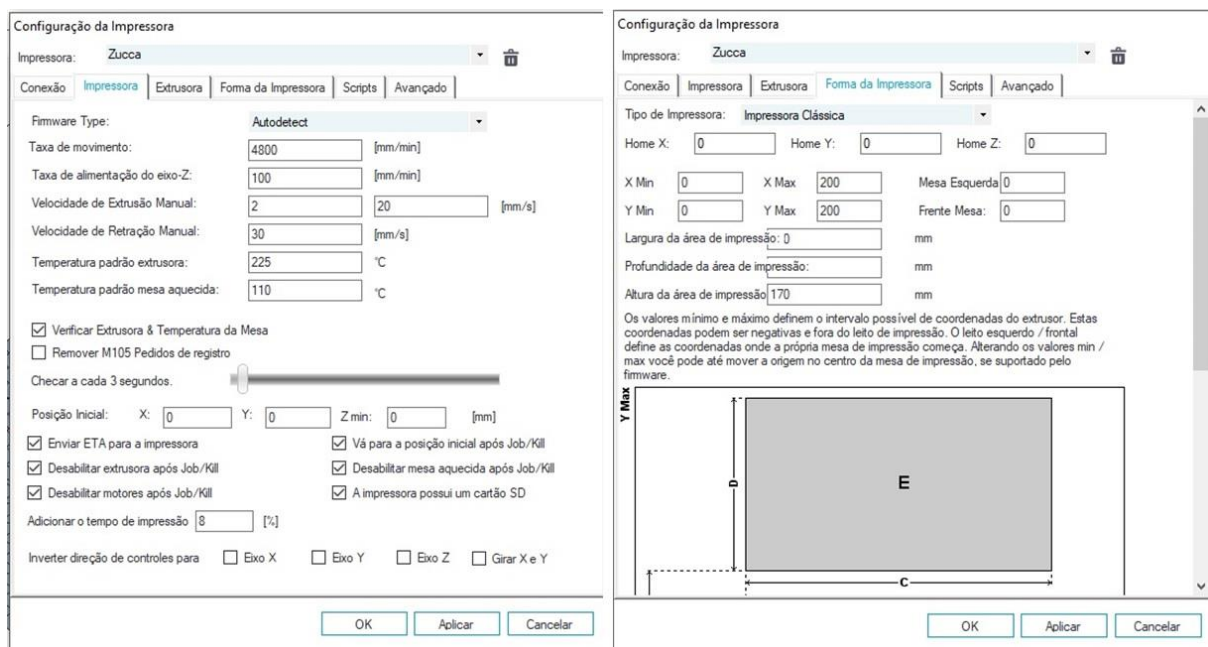 Configuração da Impressora
Impressora: Zucca
Conexão Impressora Extrusora Forma da Impressora Scripts Avançado
Firmware Type: Autodetect
Taxa de movimento: 4800 [mm/min]
Taxa de alimentação do eixo-Z: 100 [mm/min]
Velocidade de Extrusão Manual: 2 20 [mm/s]
Velocidade de Retração Manual: 30 [mm/s]
Temperatura padrão extrusora: 225 °C
Temperatura padrão mesa aquecida: 110 °C
Verificar Extrusora & Temperatura da Mesa
Remover M105 Pedidos de registro
Checar a cada 3 segundos.
Posição Inicial: X: 0 Y: 0 Z min: 0 [mm]
Enviar ETA para a impressora Vá para a posição inicial após Job/Kill
Desabilitar extrusora após Job/Kill Desabilitar mesa aquecida após Job/Kill
Desabilitar motores após Job/Kill A impressora possui um cartão SD
Adicionar o tempo de impressão 8 [%]
Inverter direção de controles para Eixo X Eixo Y Eixo Z Girar X e Y
OK Aplicar Cancelar
Configuração da Impressora
Impressora: Zucca
Conexão Impressora Extrusora Forma da Impressora Scripts Avançado
Tipo de Impressora: Impressora Clássica
Home X: 0 Home Y: 0 Home Z: 0
X Min 0 X Max 200 Mesa Esquerda 0
Y Min 0 Y Max 200 Frente Mesa: 0
Largura da área de impressão: 0 mm
Profundidade da área de impressão: mm
Altura da área de impressão 170 mm
Os valores mínimo e máximo definem o intervalo possível de coordenadas do extrusor. Estas
coordenadas podem ser negativas e fora do leito de impressão. O leito esquerdo / frontal
define as coordenadas onde a própria mesa de impressão começa. Alterando os valores min /
max você pode até mover a origem no centro da mesa de impressão, se suportado pelo
firmware.
Y Max
D
E
C
OK Aplicar Cancelar